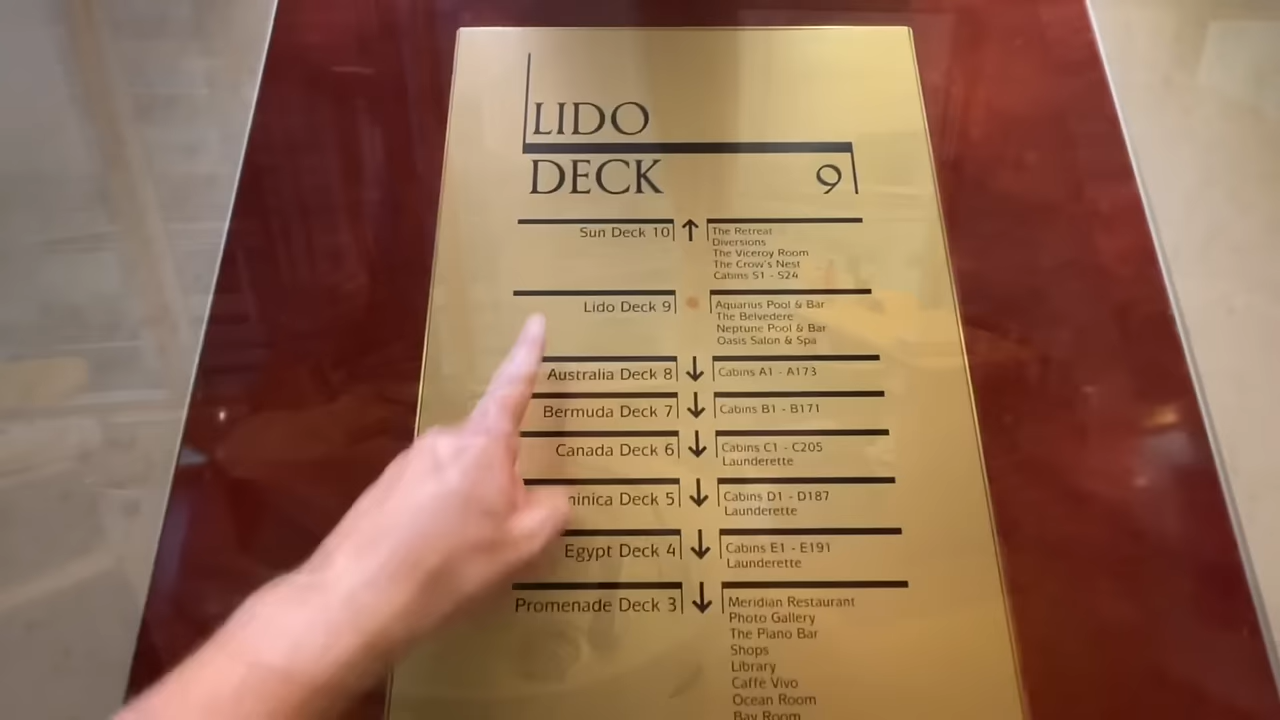 LIDO
DECK 9
Sun Deck 10 ↑ The Retreat
Diversions
The Viceroy Room
The Crow's Nest
Cabins S1 - S24
Lido Deck 9 Aquarius Pool & Bar
The Belvedere
Neptune Pool & Bar
Oasis Salon & Spa
Australia Deck 8 ↓ Cabins A1 - A173
Bermuda Deck 7 ↓ Cabins B1 - B171
Canada Deck 6 ↓ Cabins C1 - C205
Launderette
Deck 5 ↓ Cabins D1 - D187
Launderette
Egypt Deck 4 ↓ Cabins E1 - E191
Launderette
Promenade Deck 3 ↓ Meridian Restaurant
Photo Gallery
The Piano Bar
Shops
Library
Caffè Vivo
Ocean Room
Bay Room